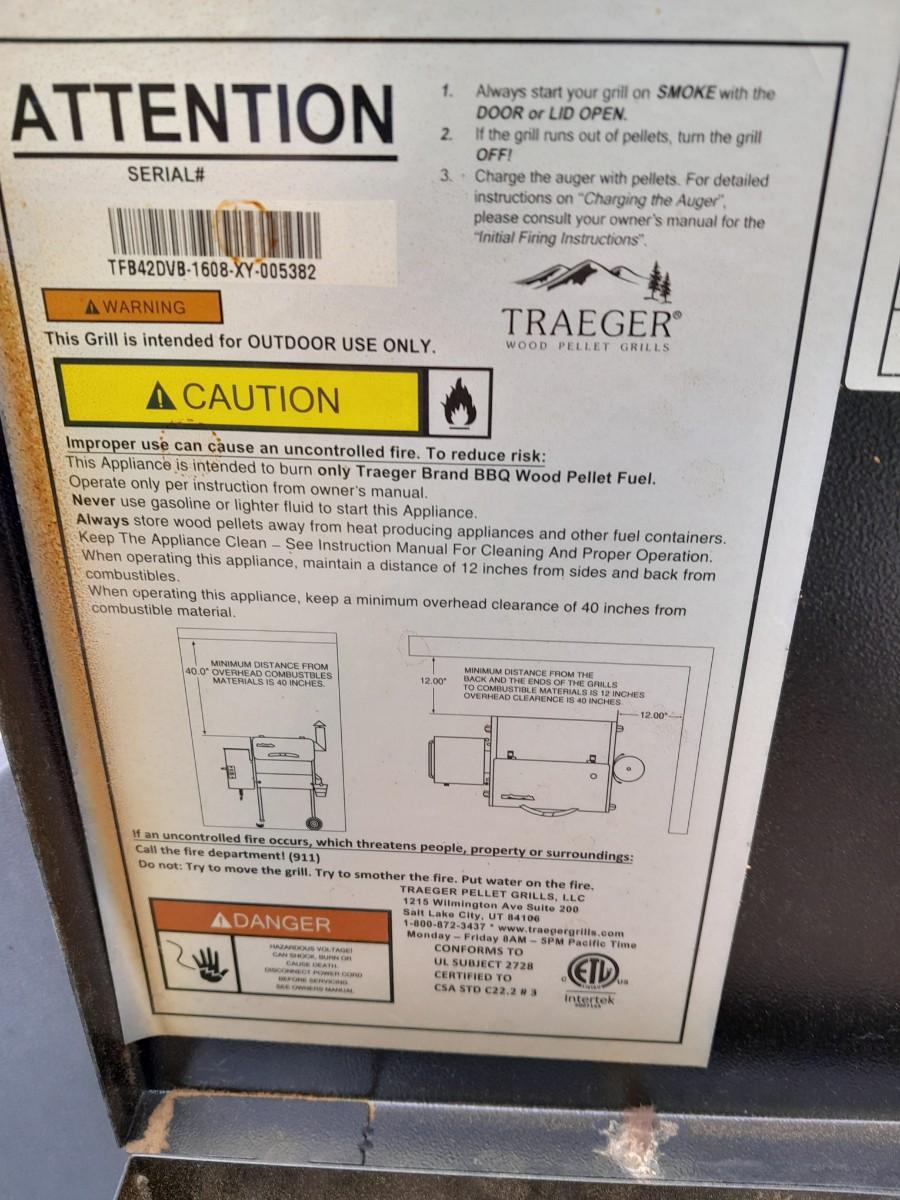 ATTENTION
SERIAL#
TFB42DVB-1608-XY-005382
WARNING
This Grill is intended for OUTDOOR USE ONLY.
1. Always start your grill on SMOKE with the
DOOR or LID OPEN.
2. If the grill runs out of pellets, turn the grill
OFF!
3. Charge the auger with pellets. For detailed
instructions on "Charging the Auger",
please consult your owner's manual for the
"Initial Firing Instructions".
TRAEGER®
WOOD PELLET GRILLS
CAUTION
Improper use can cause an uncontrolled fire. To reduce risk:
This Appliance is intended to burn only Traeger Brand BBQ Wood Pellet Fuel.
Operate only per instruction from owner's manual.
Never use gasoline or lighter fluid to start this Appliance.
Always store wood pellets away from heat producing appliances and other fuel containers.
Keep The Appliance Clean – See Instruction Manual For Cleaning And Proper Operation.
When operating this appliance, maintain a distance of 12 inches from sides and back from
combustibles.
When operating this appliance, keep a minimum overhead clearance of 40 inches from
combustible material.
40.0"
MINIMUM DISTANCE FROM
OVERHEAD COMBUSTBLES
MATERIALS IS 40 INCHES.
12.00"
MINIMUM DISTANCE FROM THE
BACK AND THE ENDS OF THE GRILLS
TO COMBUSTIBLE MATERIALS IS 12 INCHES
OVERHEAD CLEARENCE IS 40 INCHES
12.00"
If an uncontrolled fire occurs, which threatens people, property or surroundings:
Call the fire department! (911)
Do not: Try to move the grill. Try to smother the fire. Put water on the fire.
DANGER
HAZARDOUS VOLTAGE!
CAN SHOCK, BURN OR
CAUSE DEATH.
DISCONNECT POWER CORD
BEFORE SERVICING.
SEE OWNERS MANUAL.
TRAEGER PELLET GRILLS, LLC
1215 Wilmington Ave Suite 200
Salt Lake City, UT 84106
1-800-872-3437 * www.traegergrills.com
Monday – Friday 8AM – 5PM Pacific Time
CONFORMS TO
UL SUBJECT 2728
CERTIFIED TO
CSA STD C22.2 # 3
ETL
LISTED
C US
Intertek